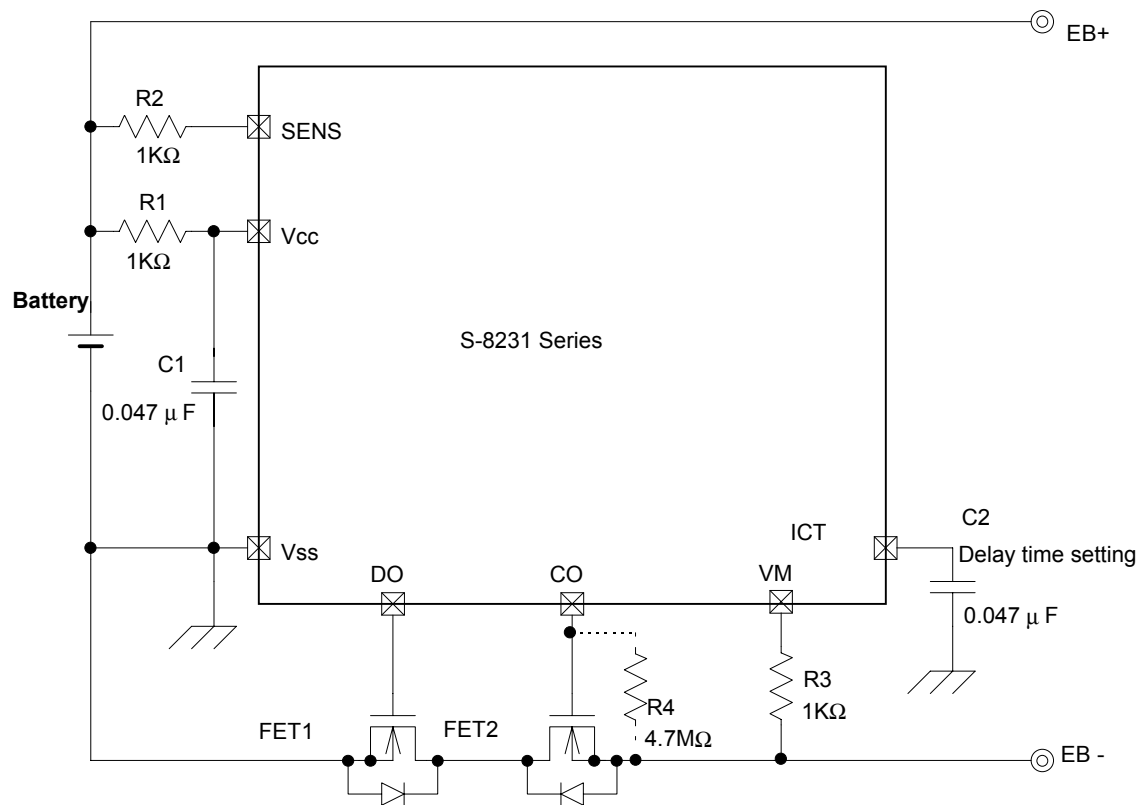 EB+
R2
1KΩ
SENS
R1
1KΩ
Vcc
Battery
S-8231 Series
C1
0.047 μ F
Vss
ICT
C2
Delay time setting
0.047 μ F
DO
CO
VM
FET1
FET2
R4
4.7MΩ
R3
1KΩ
EB -